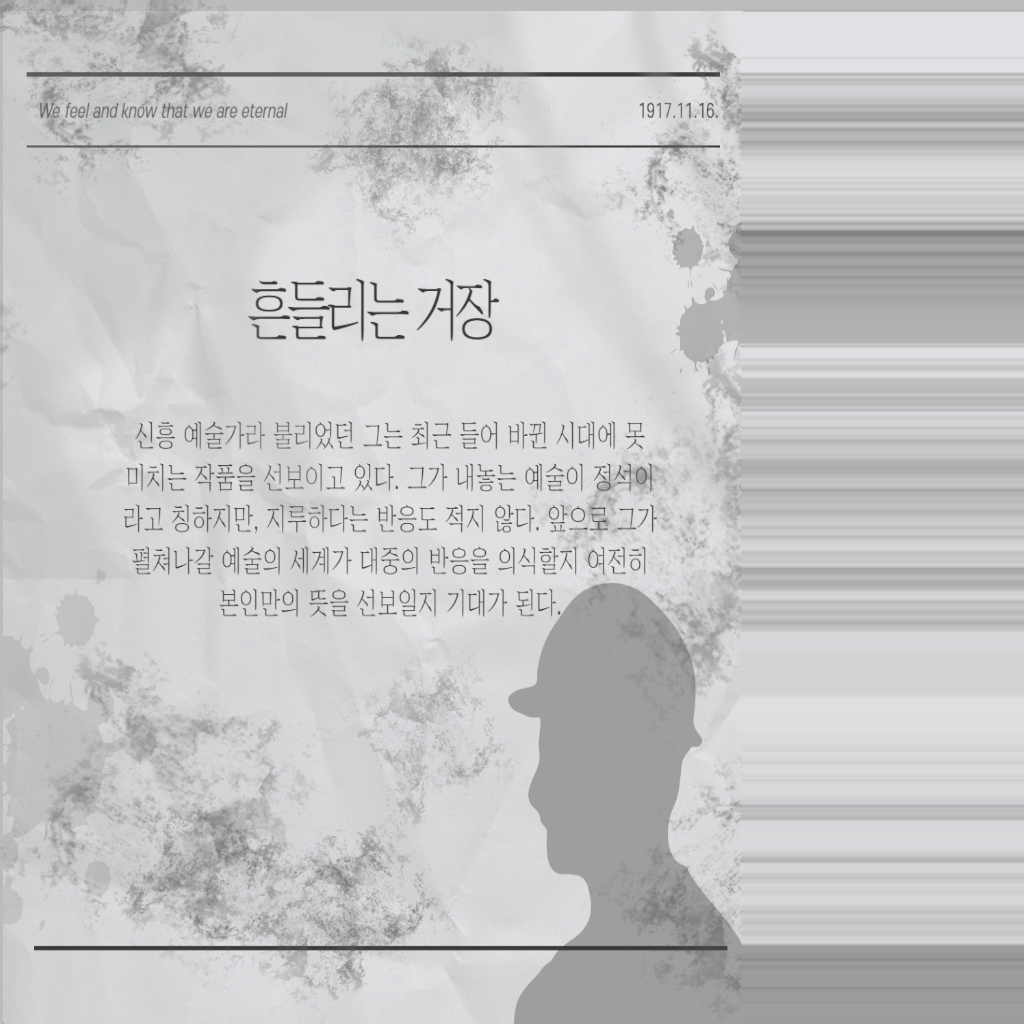 We feel and know that we are eternal
1917.11.16.
흔들리는 거장
신흥 예술가라 불리었던 그는 최근 들어 바뀐 시대에 못
미치는 작품을 선보이고 있다. 그가 내놓는 예술이 정석이
라고 칭하지만, 지루하다는 반응도 적지 않다. 앞으로 그가
펼쳐나갈 예술의 세계가 대중의 반응을 의식할지 여전히
본인만의 뜻을 선보일지 기대가 된다.